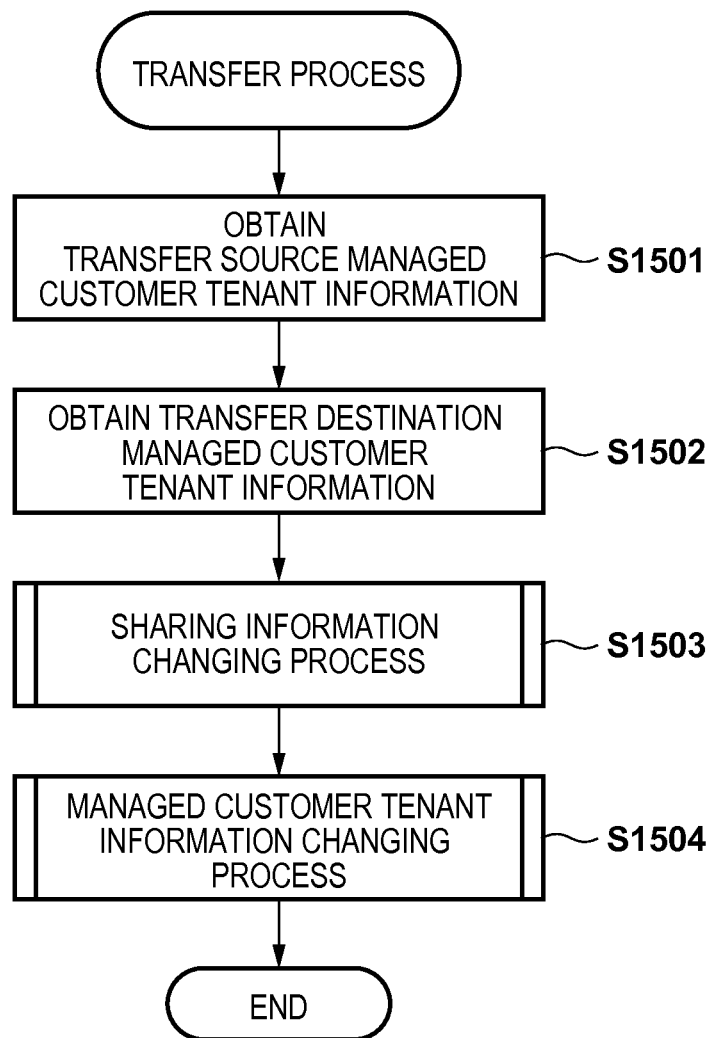 TRANSFER PROCESS
OBTAIN
TRANSFER SOURCE MANAGED
CUSTOMER TENANT INFORMATION
S1501
OBTAIN TRANSFER DESTINATION
MANAGED CUSTOMER
TENANT INFORMATION
S1502
SHARING INFORMATION
CHANGING PROCESS
S1503
MANAGED CUSTOMER TENANT
INFORMATION CHANGING
PROCESS
S1504
END